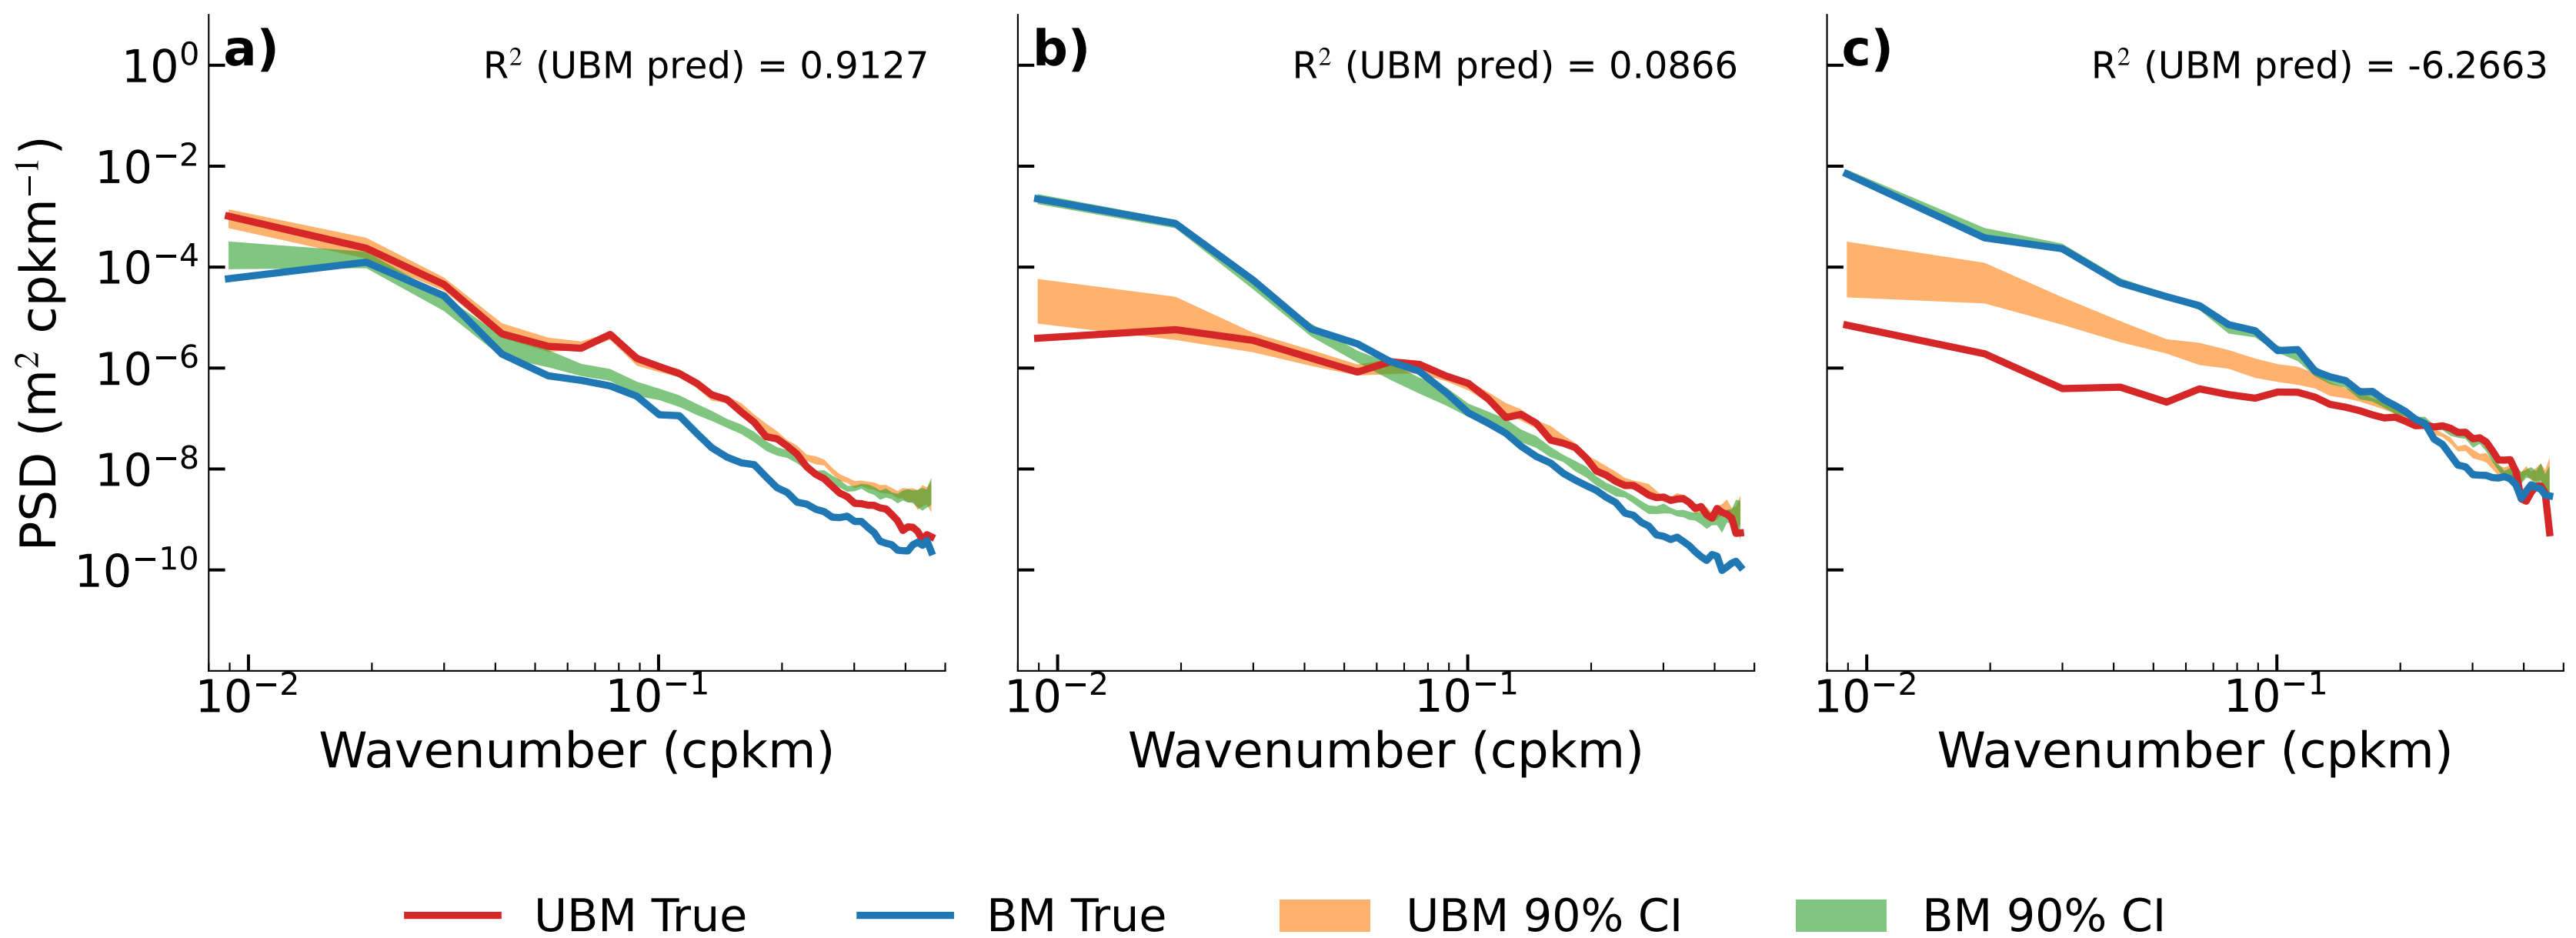 a)
R² (UBM pred) = 0.9127
b)
R² (UBM pred) = 0.0866
c)
R² (UBM pred) = -6.2663
PSD (m² cpkm⁻¹)
10⁰
10⁻²
10⁻⁴
10⁻⁶
10⁻⁸
10⁻¹⁰
10⁻² 10⁻¹
10⁻² 10⁻¹
10⁻² 10⁻¹
Wavenumber (cpkm)
Wavenumber (cpkm)
Wavenumber (cpkm)
UBM True
BM True
UBM 90% CI
BM 90% CI